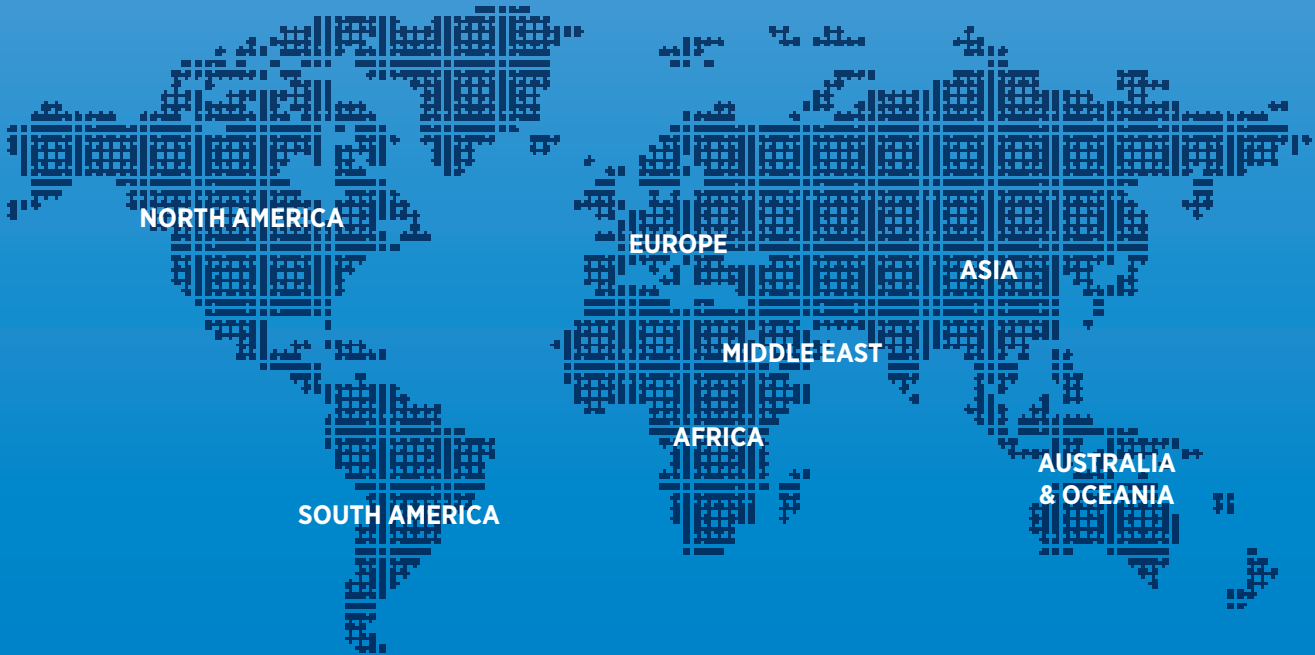 NORTH AMERICA
EUROPE
ASIA
MIDDLE EAST
AFRICA
AUSTRALIA
& OCEANIA
SOUTH AMERICA